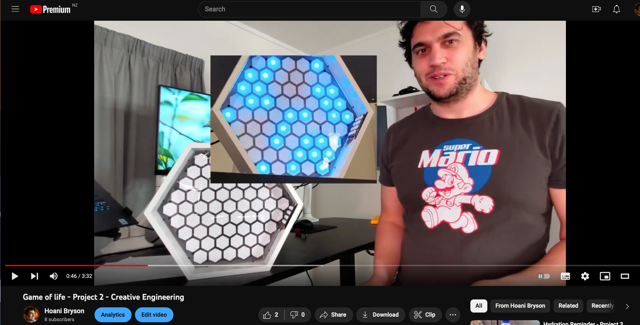 Premium NZ
Search
super
Mario
0:46 / 3:32
Game of life - Project 2 - Creative Engineering
Hoani Bryson
8 subscribers
Analytics
Edit video
2
Share
Download
Clip
All
From Hoani Bryson
Related
Recently
Hydration Reminder - Project 3